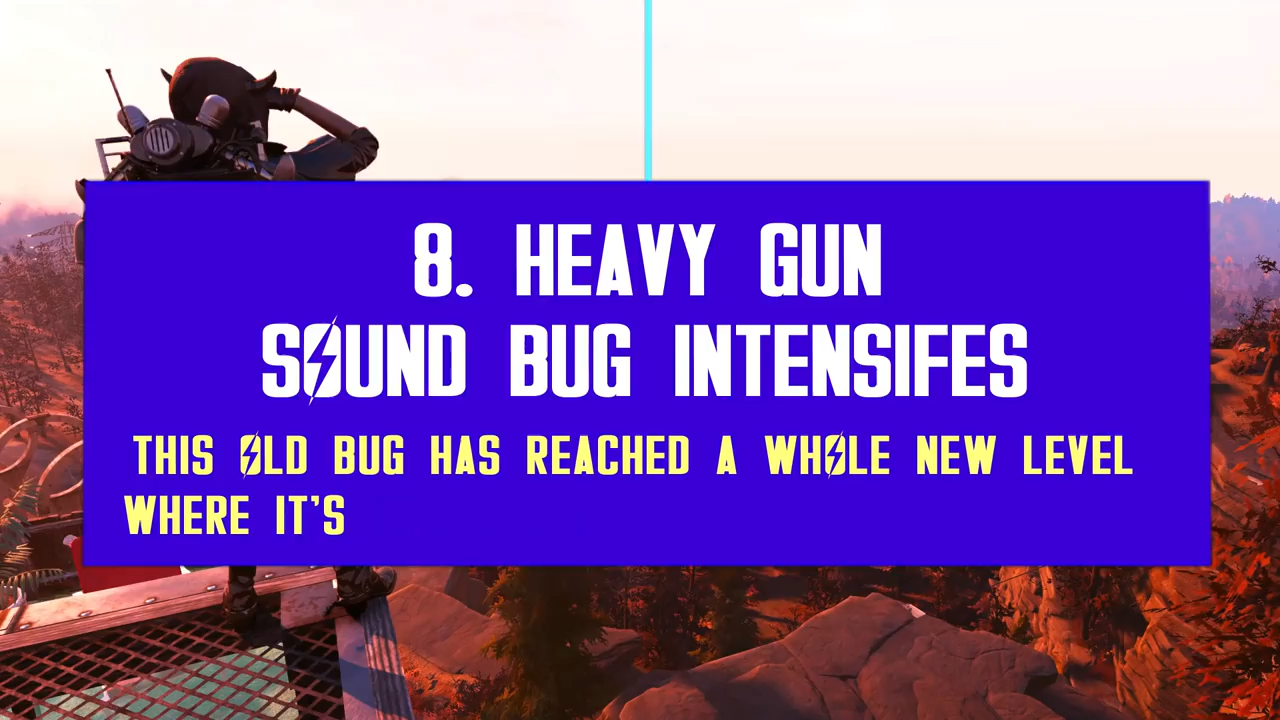 8. HEAVY GUN
SOUND BUG INTENSIFES
THIS OLD BUG HAS REACHED A WHOLE NEW LEVEL
WHERE IT'S